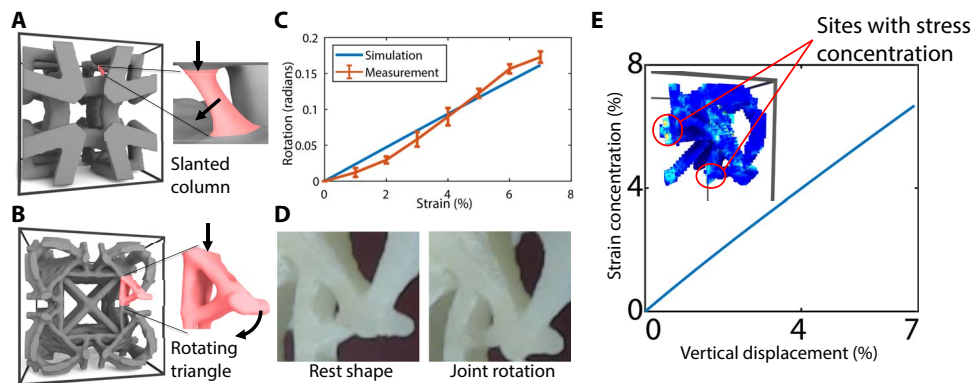 A
Slanted
column
B
Rotating
triangle
C
Rotation (radians)
0.20
0.15
0.1
0.05
0
Simulation
Measurement
0 2 4 6 8
Strain (%)
D
Rest shape
Joint rotation
E
Sites with stress
concentration
Strain concentration (%)
8
4
0
0 4 7
Vertical displacement (%)